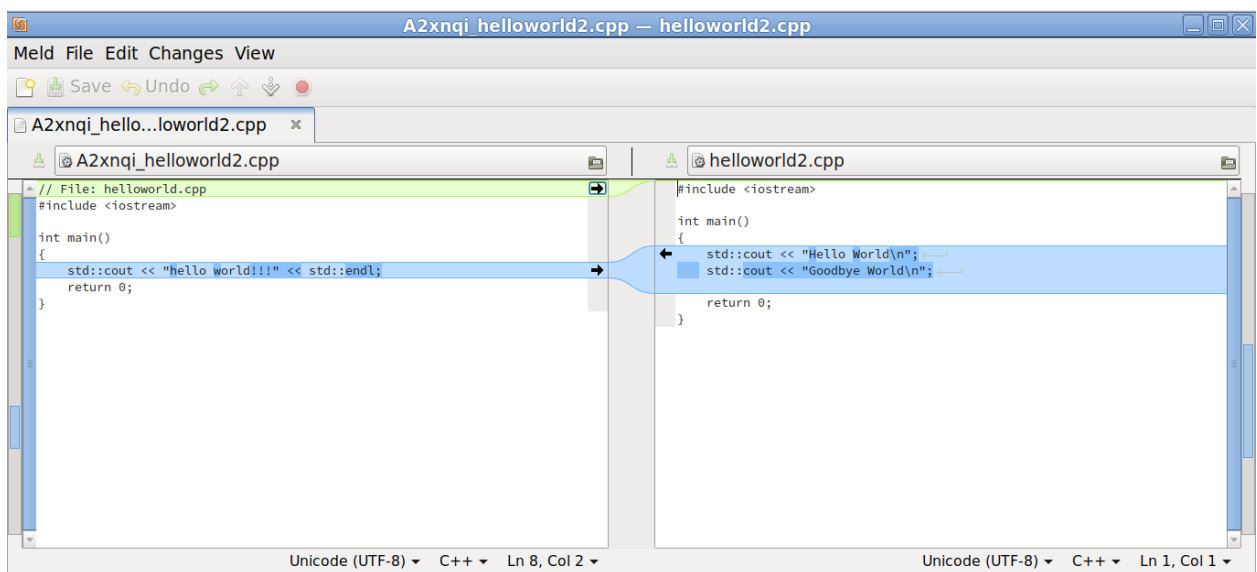 A2xnqi_helloworld2.cpp — helloworld2.cpp
Meld File Edit Changes View
Save Undo
A2xnqi_hello...loworld2.cpp
A2xnqi_helloworld2.cpp
// File: helloworld.cpp
#include <iostream>

int main()
{
    std::cout << "hello world!!!" << std::endl;
    return 0;
}
Unicode (UTF-8) C++ Ln 8, Col 2
helloworld2.cpp
#include <iostream>

int main()
{
    std::cout << "Hello World\n";
    std::cout << "Goodbye World\n";

    return 0;
}
Unicode (UTF-8) C++ Ln 1, Col 1